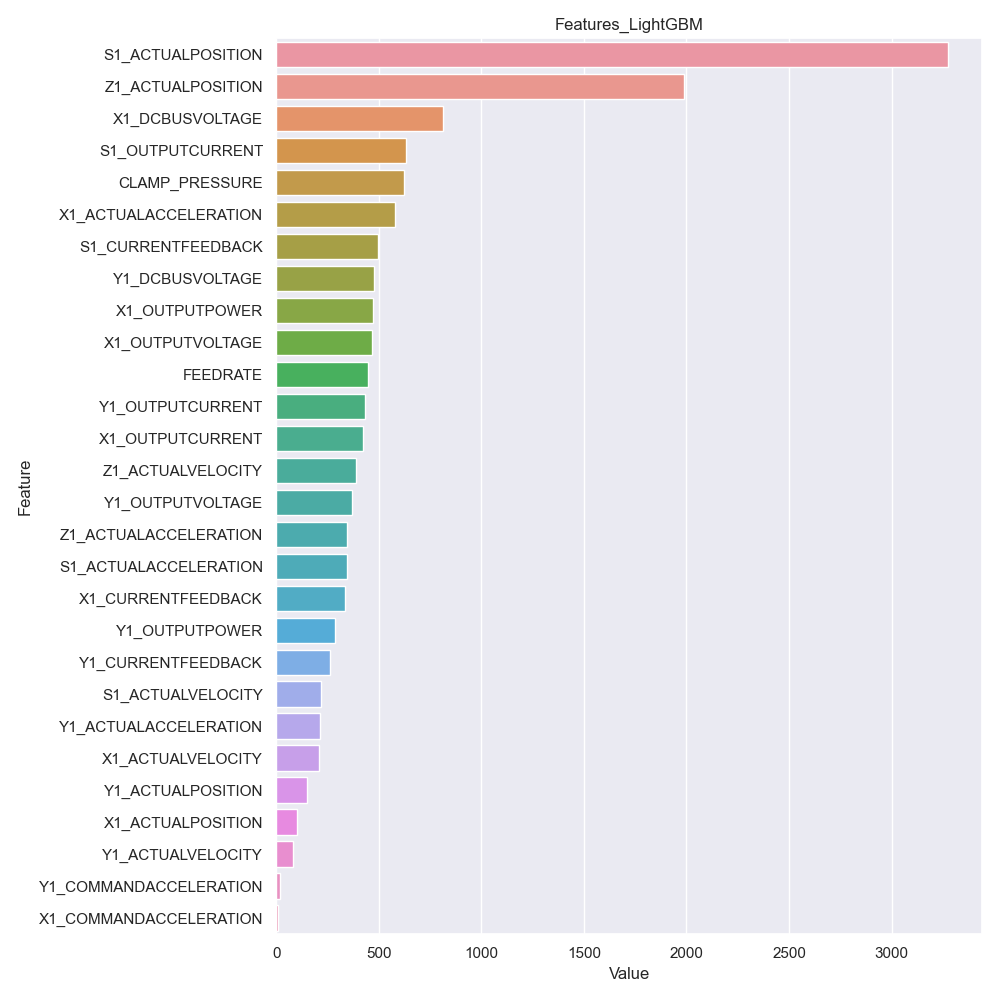 Features_LightGBM
S1_ACTUALPOSITION
Z1_ACTUALPOSITION
X1_DCBUSVOLTAGE
S1_OUTPUTCURRENT
CLAMP_PRESSURE
X1_ACTUALACCELERATION
S1_CURRENTFEEDBACK
Y1_DCBUSVOLTAGE
X1_OUTPUTPOWER
X1_OUTPUTVOLTAGE
FEEDRATE
Y1_OUTPUTCURRENT
X1_OUTPUTCURRENT
Z1_ACTUALVELOCITY
Y1_OUTPUTVOLTAGE
Z1_ACTUALACCELERATION
S1_ACTUALACCELERATION
X1_CURRENTFEEDBACK
Y1_OUTPUTPOWER
Y1_CURRENTFEEDBACK
S1_ACTUALVELOCITY
Y1_ACTUALACCELERATION
X1_ACTUALVELOCITY
Y1_ACTUALPOSITION
X1_ACTUALPOSITION
Y1_ACTUALVELOCITY
Y1_COMMANDACCELERATION
X1_COMMANDACCELERATION
Feature
0 500 1000 1500 2000 2500 3000
Value